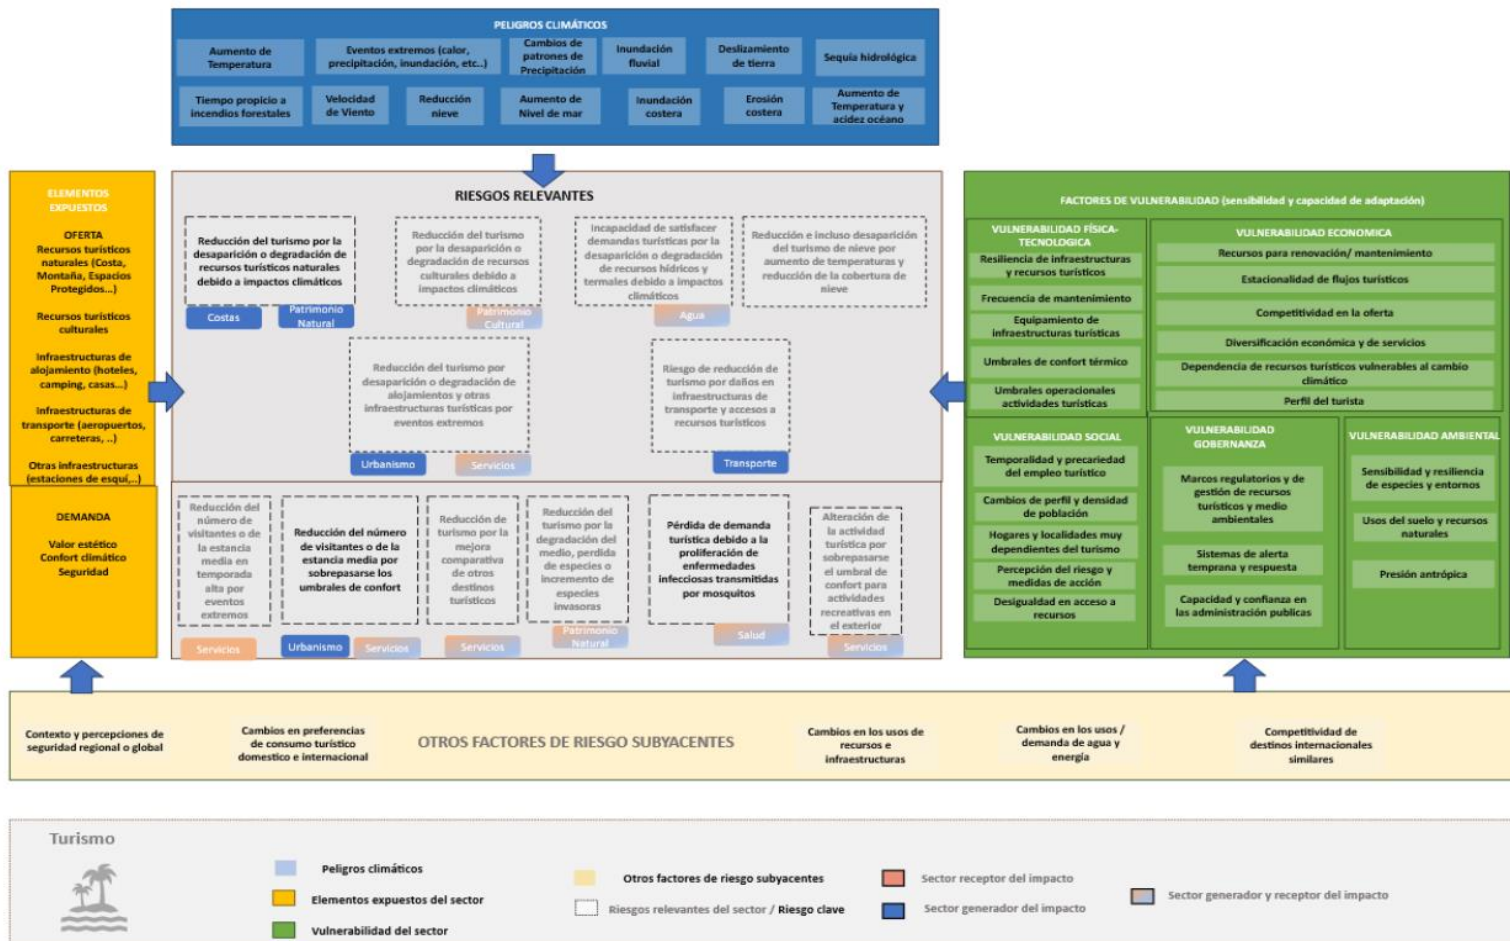 PELIGROS CLIMÁTICOS
Aumento de
Temperatura
Eventos extremos (calor,
precipitación, inundación, etc..)
Cambios de
patrones de
Precipitación
Inundación
fluvial
Deslizamiento
de tierra
Sequía hidrológica
Tiempo propicio a
incendios forestales
Velocidad
de Viento
Reducción
nieve
Aumento de
Nivel de mar
Inundación
costera
Erosión
costera
Aumento de
Temperatura y
acidez océano
ELEMENTOS
EXPUESTOS
OFERTA
Recursos turísticos
naturales (Costa,
Montaña, Espacios
Protegidos...)
Recursos turísticos
culturales
Infraestructuras de
alojamiento (hoteles,
camping, casas...)
Infraestructuras de
transporte (aeropuertos,
carreteras, ..)
Otras infraestructuras
(estaciones de esquí,..)
DEMANDA
Valor estético
Confort climático
Seguridad
RIESGOS RELEVANTES
Reducción del turismo por la
desaparición o degradación de
recursos turísticos naturales
debido a impactos climáticos
Costas
Patrimonio
Natural
Reducción del turismo
por la desaparición o
degradación de recursos
culturales debido a
impactos climáticos
Patrimonio
Cultural
Incapacidad de satisfacer
demandas turísticas por la
desaparición o degradación
de recursos hídricos y
termales debido a impactos
climáticos
Agua
Reducción e incluso desaparición
del turismo de nieve por
aumento de temperaturas y
reducción de la cobertura de
nieve
Reducción del turismo por
desaparición o degradación de
alojamientos y otras
infraestructuras turísticas por
eventos extremos
Urbanismo
Servicios
Riesgo de reducción de
turismo por daños en
infraestructuras de
transporte y accesos a
recursos turísticos
Transporte
Reducción del
número de
visitantes o de
la estancia
media en
temporada
alta por
eventos
extremos
Servicios
Reducción del número
de visitantes o de la
estancia media por
sobrepasarse los
umbrales de confort
Urbanismo
Servicios
Reducción de
turismo por la
mejora
comparativa
de otros
destinos
turísticos
Servicios
Reducción del
turismo por la
degradación del
medio, perdida
de especies o
incremento de
especies
invasoras
Patrimonio
Natural
Pérdida de demanda
turística debido a la
proliferación de
enfermedades
infecciosas transmitidas
por mosquitos
Salud
Alteración de
la actividad
turística por
sobrepasarse
el umbral de
confort para
actividades
recreativas en
el exterior
Servicios
FACTORES DE VULNERABILIDAD (sensibilidad y capacidad de adaptación)
VULNERABILIDAD FÍSICA-
TECNOLOGICA
Resiliencia de infraestructuras
y recursos turísticos
Frecuencia de mantenimiento
Equipamiento de
infraestructuras turísticas
Umbrales de confort térmico
Umbrales operacionales
actividades turísticas
VULNERABILIDAD ECONOMICA
Recursos para renovación/ mantenimiento
Estacionalidad de flujos turísticos
Competitividad en la oferta
Diversificación económica y de servicios
Dependencia de recursos turísticos vulnerables al cambio
climático
Perfil del turista
VULNERABILIDAD SOCIAL
Temporalidad y precariedad
del empleo turístico
Cambios de perfil y densidad de
población
Hogares y localidades muy
dependientes del turismo
Percepción del riesgo y
medidas de acción
Desigualdad en acceso a
recursos
VULNERABILIDAD
GOBERNANZA
Marcos regulatorios y de
gestión de recursos
turísticos y medio
ambientales
Sistemas de alerta
temprana y respuesta
Capacidad y confianza en
las administración publicas
VULNERABILIDAD AMBIENTAL
Sensibilidad y resiliencia
de especies y entornos
Usos del suelo y recursos
naturales
Presión antrópica
Contexto y percepciones de
seguridad regional o global
Cambios en preferencias
de consumo turístico
domestico e internacional
OTROS FACTORES DE RIESGO SUBYACENTES
Cambios en los usos de
recursos e
infraestructuras
Cambios en los usos /
demanda de agua y
energía
Competitividad de
destinos internacionales
similares
Turismo
Peligros climáticos
Elementos expuestos del sector
Vulnerabilidad del sector
Otros factores de riesgo subyacentes
Riesgos relevantes del sector / Riesgo clave
Sector receptor del impacto
Sector generador del impacto
Sector generador y receptor del impacto